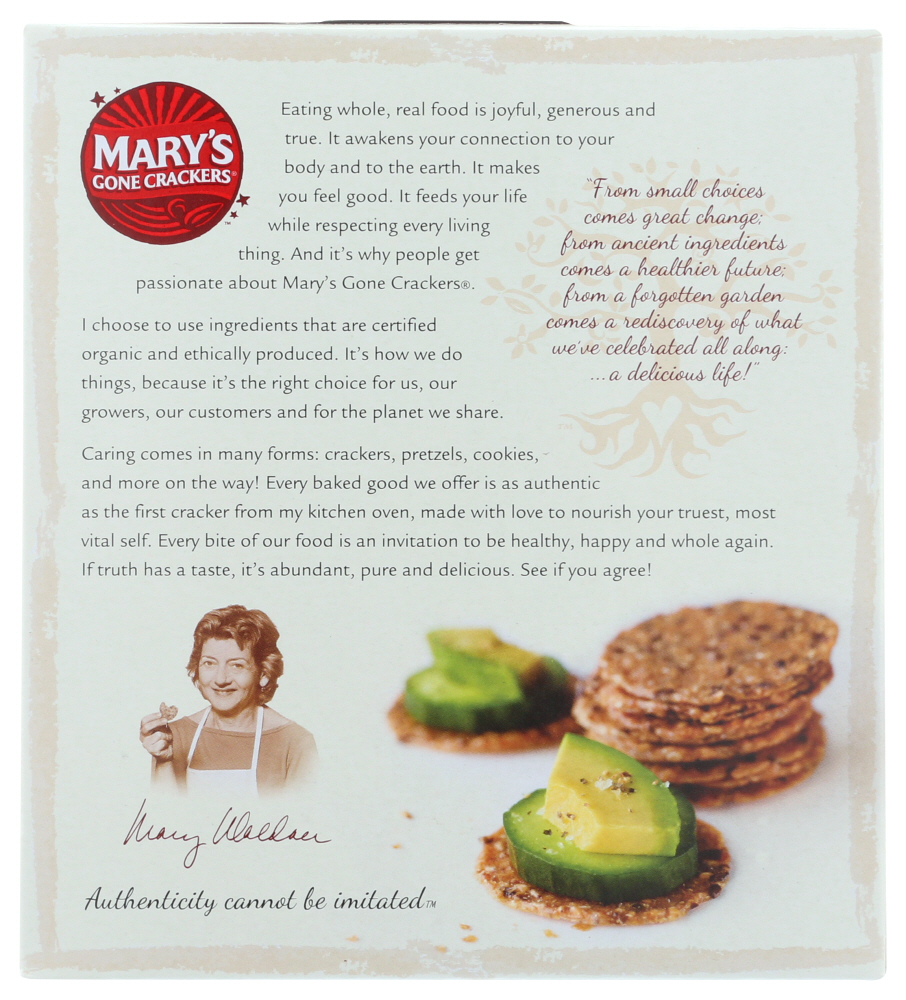 MARY'S
GONE CRACKERS®
™
Eating whole, real food is joyful, generous and
true. It awakens your connection to your
body and to the earth. It makes
you feel good. It feeds your life
while respecting every living
thing. And it's why people get
passionate about Mary's Gone Crackers®.
I choose to use ingredients that are certified
organic and ethically produced. It's how we do
things, because it's the right choice for us, our
growers, our customers and for the planet we share.
"From small choices
comes great change;
from ancient ingredients
comes a healthier future;
from a forgotten garden
comes a rediscovery of what
we've celebrated all along:
...a delicious life!"
™
Caring comes in many forms: crackers, pretzels, cookies,
and more on the way! Every baked good we offer is as authentic
as the first cracker from my kitchen oven, made with love to nourish your truest, most
vital self. Every bite of our food is an invitation to be healthy, happy and whole again.
If truth has a taste, it's abundant, pure and delicious. See if you agree!
Mary Waldner
Authenticity cannot be imitated™